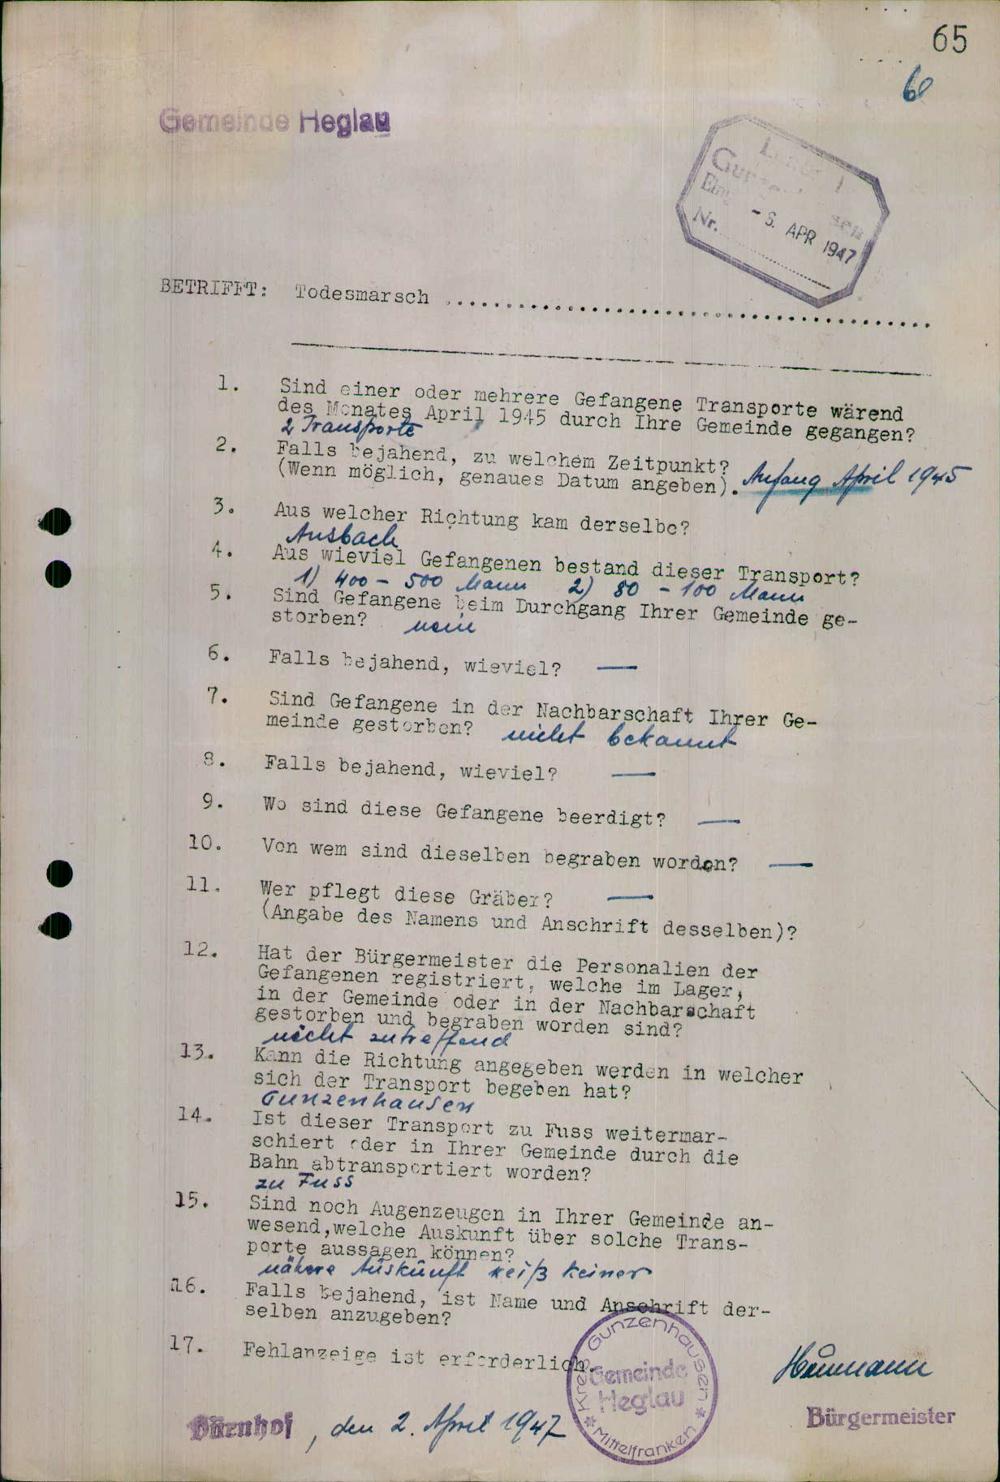 65
6
Gemeinde Heglau
Nr.
- 6. APR 1947
BETRIFFT: Todesmarsch ........................................
1. Sind einer oder mehrere Gefangene Transporte wärend
des Monates April 1945 durch Ihre Gemeinde gegangen?
2 Transporte
2. Falls bejahend, zu welchem Zeitpunkt?
(Wenn möglich, genaues Datum angeben). Anfang April 1945
3. Aus welcher Richtung kam derselbe?
Ansbach
4. Aus wieviel Gefangenen bestand dieser Transport?
1) 400 - 500 Mann 2) 80 - 100 Mann
5. Sind Gefangene beim Durchgang Ihrer Gemeinde ge-
storben? nein
6. Falls bejahend, wieviel? —
7. Sind Gefangene in der Nachbarschaft Ihrer Ge-
meinde gestorben? nicht bekannt
8. Falls bejahend, wieviel? —
9. Wo sind diese Gefangene beerdigt? —
10. Von wem sind dieselben begraben worden? —
11. Wer pflegt diese Gräber? —
(Angabe des Namens und Anschrift desselben)?
12. Hat der Bürgermeister die Personalien der
Gefangenen registriert, welche im Lager,
in der Gemeinde oder in der Nachbarschaft
gestorben und begraben worden sind?
nicht zutreffend
13. Kann die Richtung angegeben werden in welcher
sich der Transport begeben hat?
Gunzenhausen
14. Ist dieser Transport zu Fuss weitermar-
schiert oder in Ihrer Gemeinde durch die
Bahn abtransportiert worden?
zu Fuss
15. Sind noch Augenzeugen in Ihrer Gemeinde an-
wesend,welche Auskunft über solche Trans-
porte aussagen können?
nähere Auskunft weiß keiner
16. Falls bejahend, ist Name und Anschrift der-
selben anzugeben?
17. Fehlanzeige ist erforderlich.
Kreis Gunzenhausen
Gemeinde
Heglau
* Mittelfranken *
, den 2. April 1947
Bürgermeister